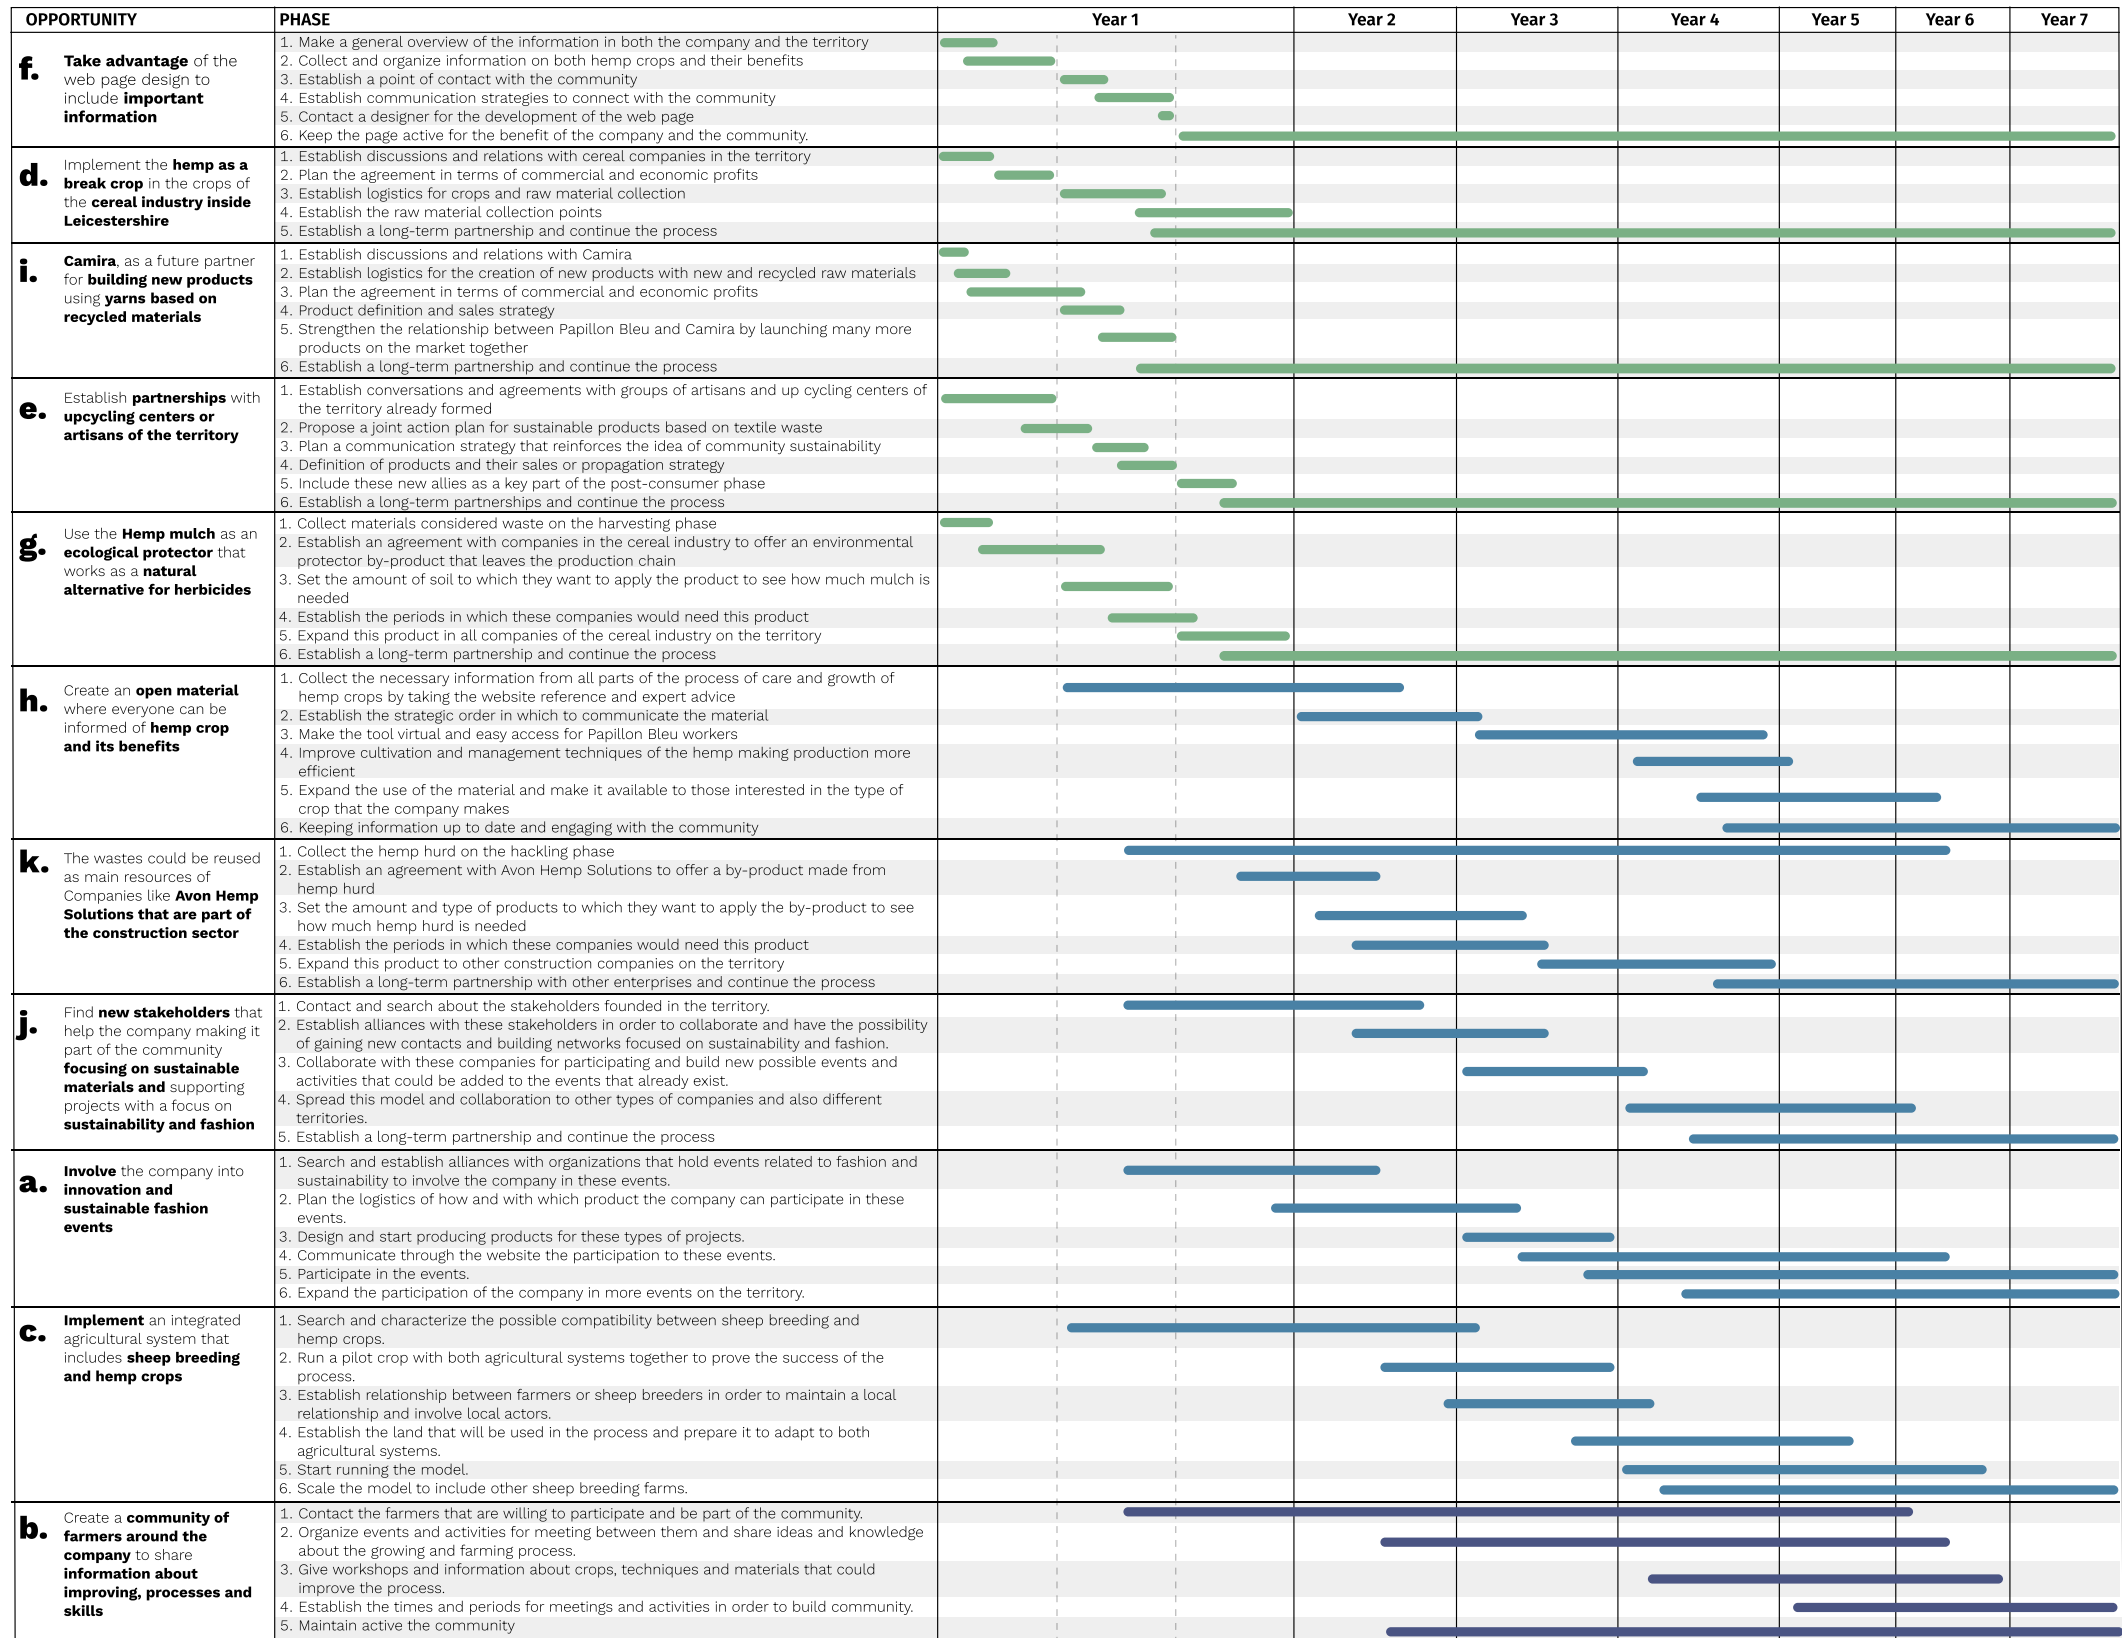 OPPORTUNITY PHASE Year 1 Year 2 Year 3 Year 4 Year 5 Year 6 Year 7
f. Take advantage of the
web page design to
include important
information
1. Make a general overview of the information in both the company and the territory
2. Collect and organize information on both hemp crops and their benefits
3. Establish a point of contact with the community
4. Establish communication strategies to connect with the community
5. Contact a designer for the development of the web page
6. Keep the page active for the benefit of the company and the community.
d. Implement the hemp as a
break crop in the crops of
the cereal industry inside
Leicestershire
1. Establish discussions and relations with cereal companies in the territory
2. Plan the agreement in terms of commercial and economic profits
3. Establish logistics for crops and raw material collection
4. Establish the raw material collection points
5. Establish a long-term partnership and continue the process
i. Camira, as a future partner
for building new products
using yarns based on
recycled materials
1. Establish discussions and relations with Camira
2. Establish logistics for the creation of new products with new and recycled raw materials
3. Plan the agreement in terms of commercial and economic profits
4. Product definition and sales strategy
5. Strengthen the relationship between Papillon Bleu and Camira by launching many more
products on the market together
6. Establish a long-term partnership and continue the process
e. Establish partnerships with
upcycling centers or
artisans of the territory
1. Establish conversations and agreements with groups of artisans and up cycling centers of
the territory already formed
2. Propose a joint action plan for sustainable products based on textile waste
3. Plan a communication strategy that reinforces the idea of community sustainability
4. Definition of products and their sales or propagation strategy
5. Include these new allies as a key part of the post-consumer phase
6. Establish a long-term partnerships and continue the process
g. Use the Hemp mulch as an
ecological protector that
works as a natural
alternative for herbicides
1. Collect materials considered waste on the harvesting phase
2. Establish an agreement with companies in the cereal industry to offer an environmental
protector by-product that leaves the production chain
3. Set the amount of soil to which they want to apply the product to see how much mulch is
needed
4. Establish the periods in which these companies would need this product
5. Expand this product in all companies of the cereal industry on the territory
6. Establish a long-term partnership and continue the process
h. Create an open material
where everyone can be
informed of hemp crop
and its benefits
1. Collect the necessary information from all parts of the process of care and growth of
hemp crops by taking the website reference and expert advice
2. Establish the strategic order in which to communicate the material
3. Make the tool virtual and easy access for Papillon Bleu workers
4. Improve cultivation and management techniques of the hemp making production more
efficient
5. Expand the use of the material and make it available to those interested in the type of
crop that the company makes
6. Keeping information up to date and engaging with the community
k. The wastes could be reused
as main resources of
Companies like Avon Hemp
Solutions that are part of
the construction sector
1. Collect the hemp hurd on the hackling phase
2. Establish an agreement with Avon Hemp Solutions to offer a by-product made from
hemp hurd
3. Set the amount and type of products to which they want to apply the by-product to see
how much hemp hurd is needed
4. Establish the periods in which these companies would need this product
5. Expand this product to other construction companies on the territory
6. Establish a long-term partnership with other enterprises and continue the process
j. Find new stakeholders that
help the company making it
part of the community
focusing on sustainable
materials and supporting
projects with a focus on
sustainability and fashion
1. Contact and search about the stakeholders founded in the territory.
2. Establish alliances with these stakeholders in order to collaborate and have the possibility
of gaining new contacts and building networks focused on sustainability and fashion.
3. Collaborate with these companies for participating and build new possible events and
activities that could be added to the events that already exist.
4. Spread this model and collaboration to other types of companies and also different
territories.
5. Establish a long-term partnership and continue the process
a. Involve the company into
innovation and
sustainable fashion
events
1. Search and establish alliances with organizations that hold events related to fashion and
sustainability to involve the company in these events.
2. Plan the logistics of how and with which product the company can participate in these
events.
3. Design and start producing products for these types of projects.
4. Communicate through the website the participation to these events.
5. Participate in the events.
6. Expand the participation of the company in more events on the territory.
c. Implement an integrated
agricultural system that
includes sheep breeding
and hemp crops
1. Search and characterize the possible compatibility between sheep breeding and
hemp crops.
2. Run a pilot crop with both agricultural systems together to prove the success of the
process.
3. Establish relationship between farmers or sheep breeders in order to maintain a local
relationship and involve local actors.
4. Establish the land that will be used in the process and prepare it to adapt to both
agricultural systems.
5. Start running the model.
6. Scale the model to include other sheep breeding farms.
b. Create a community of
farmers around the
company to share
information about
improving, processes and
skills
1. Contact the farmers that are willing to participate and be part of the community.
2. Organize events and activities for meeting between them and share ideas and knowledge
about the growing and farming process.
3. Give workshops and information about crops, techniques and materials that could
improve the process.
4. Establish the times and periods for meetings and activities in order to build community.
5. Maintain active the community